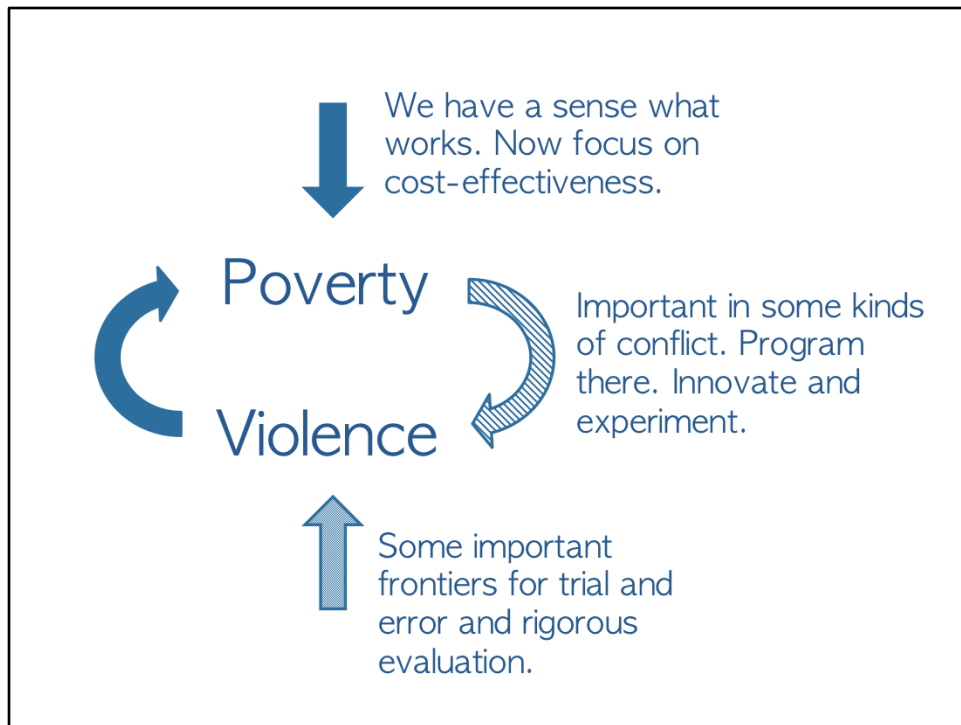 We have a sense what
works. Now focus on
cost-effectiveness.
Poverty
Important in some kinds
of conflict. Program
there. Innovate and
experiment.
Violence
Some important
frontiers for trial and
error and rigorous
evaluation.